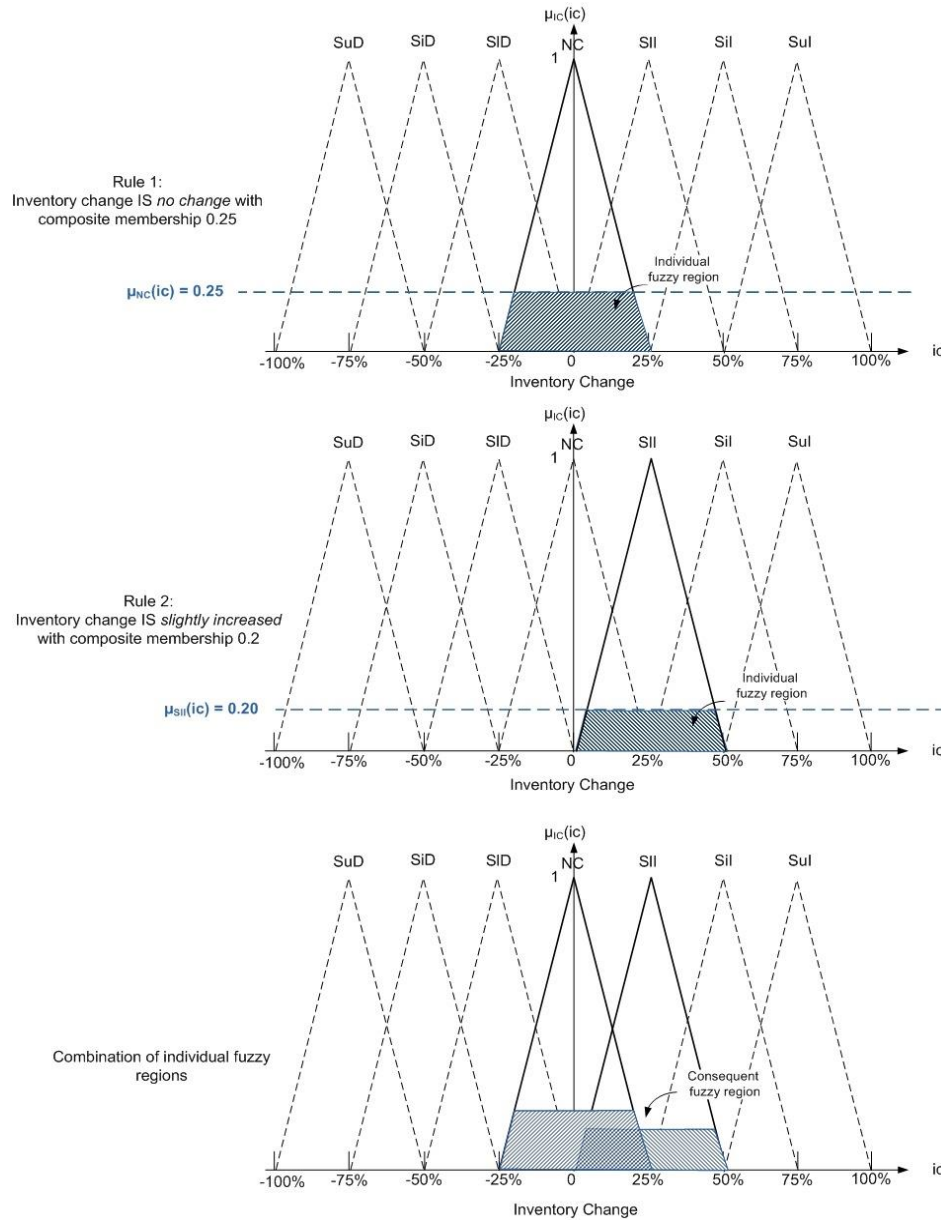 μIC(ic)
SuD SiD SlD NC SlI SiI SuI
1
Rule 1:
Inventory change IS no change with
composite membership 0.25
Individual
fuzzy region
μNC(ic) = 0.25
-100% -75% -50% -25% 0 25% 50% 75% 100% ic
Inventory Change
μIC(ic)
SuD SiD SlD NC SlI SiI SuI
1
Rule 2:
Inventory change IS slightly increased
with composite membership 0.2
Individual
fuzzy region
μSlI(ic) = 0.20
-100% -75% -50% -25% 0 25% 50% 75% 100% ic
Inventory Change
μIC(ic)
SuD SiD SlD NC SlI SiI SuI
1
Combination of individual fuzzy
regions
Consequent
fuzzy region
-100% -75% -50% -25% 0 25% 50% 75% 100% ic
Inventory Change